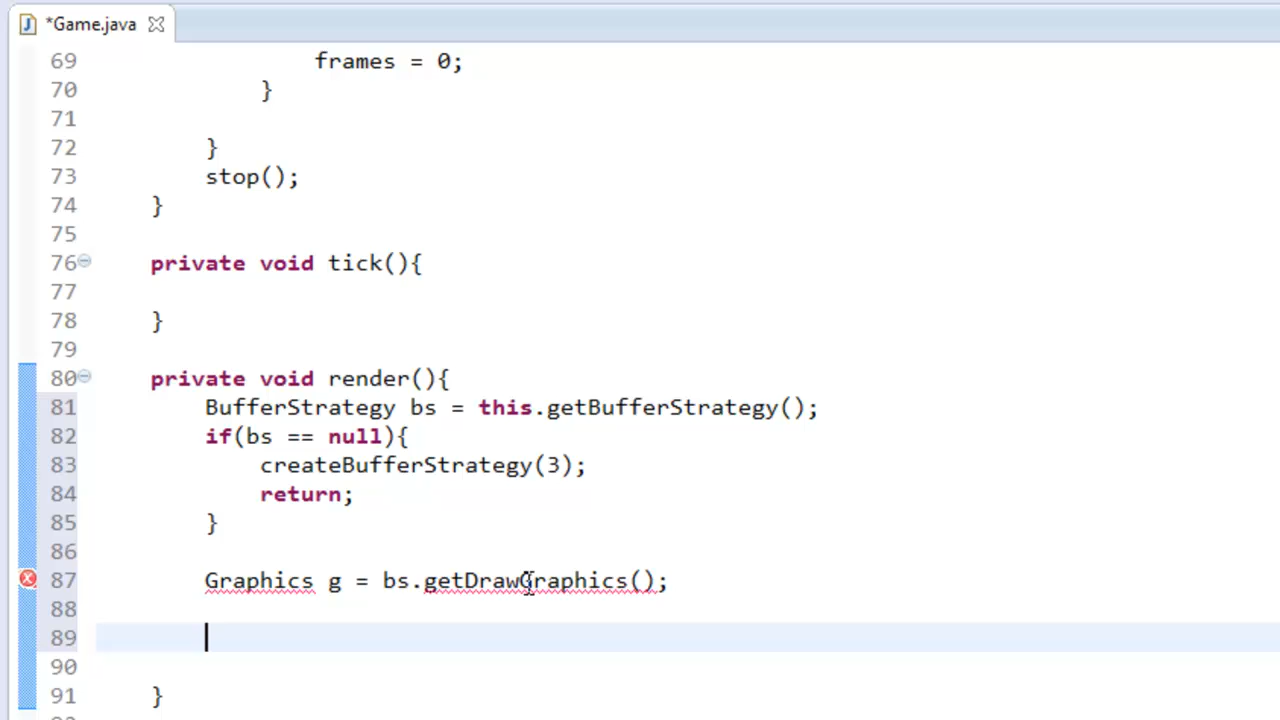 *Game.java
69 frames = 0;
70 }
71
72 }
73 stop();
74 }
75
76 private void tick(){
77
78 }
79
80 private void render(){
81 BufferStrategy bs = this.getBufferStrategy();
82 if(bs == null){
83 createBufferStrategy(3);
84 return;
85 }
86
87 Graphics g = bs.getDrawGraphics();
88
89
90
91 }